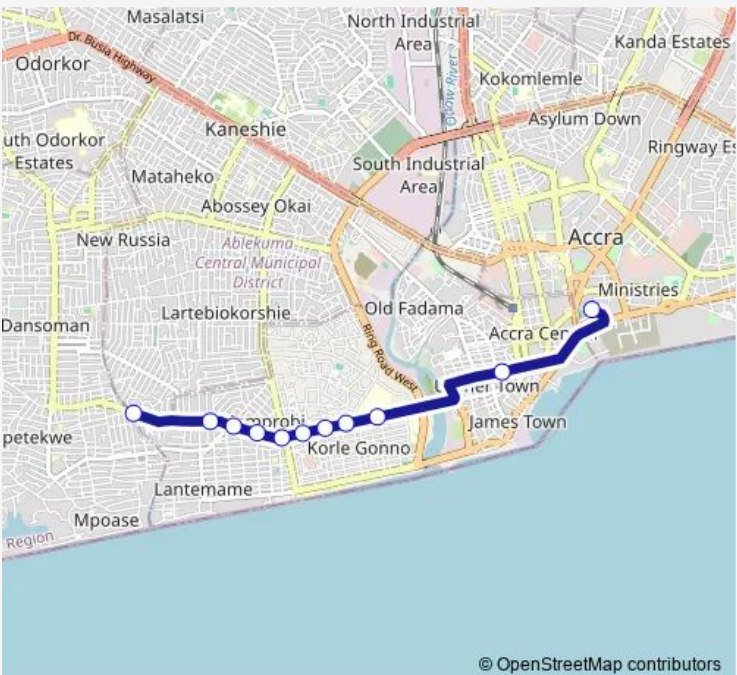 Masalatsi
North Industrial
Area
Dr. Busia Highway
Kanda Estates
Odorkor
Odaw River
Kokomlemle
Asylum Down
Kaneshie
uth Odorkor
Estates
Ringway Es
South Industrial
Area
Mataheko
Abossey Okai
New Russia
Ablekuma
Central Municipal
District
Accra
Ministries
Lartebiokorshie
Old Fadama
Dansoman
Accra Cen
Ring Road West
her Town
mprobi
James Town
petekwe
Korle Gonno
Lantemame
Mpoase
Region
© OpenStreetMap contributors